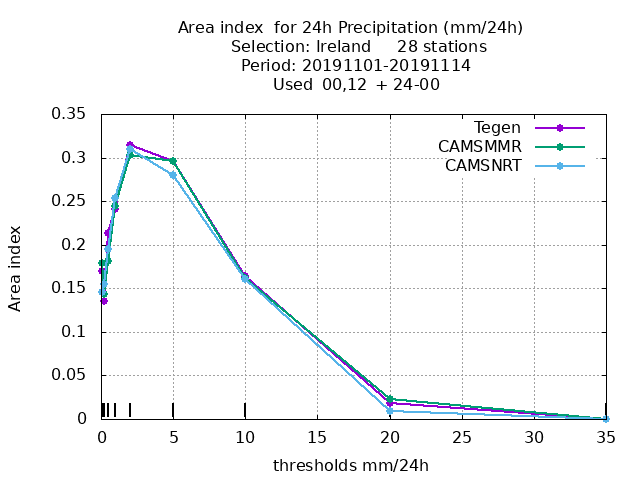 Area index  for 24h Precipitation (mm/24h)
Selection: Ireland     28 stations
Period: 20191101-20191114
Used  00,12  + 24-00
Tegen
CAMSMMR
CAMSNRT
0.35
0.3
0.25
0.2
0.15
0.1
0.05
0
Area index
0 5 10 15 20 25 30 35
thresholds mm/24h